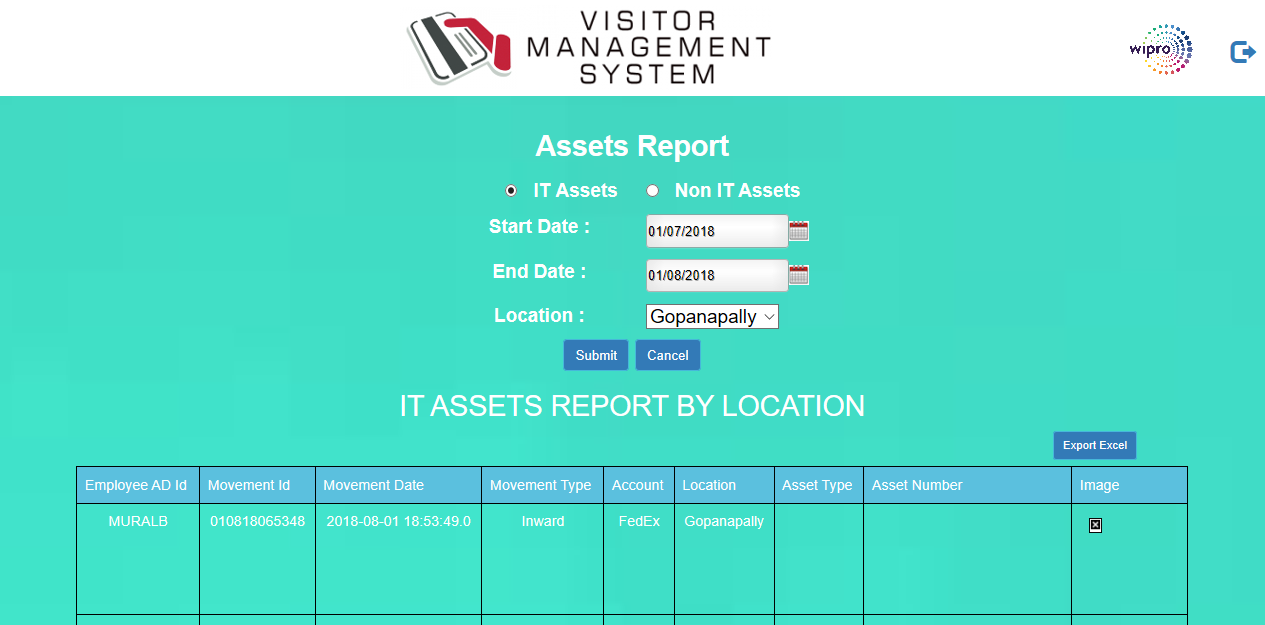 VISITOR
MANAGEMENT
SYSTEM
wipro
Assets Report
IT Assets Non IT Assets
Start Date : 01/07/2018
End Date : 01/08/2018
Location : Gopanapally
Submit Cancel
IT ASSETS REPORT BY LOCATION
Export Excel
Employee AD Id Movement Id Movement Date Movement Type Account Location Asset Type Asset Number Image
MURALB 010818065348 2018-08-01 18:53:49.0 Inward FedEx Gopanapally